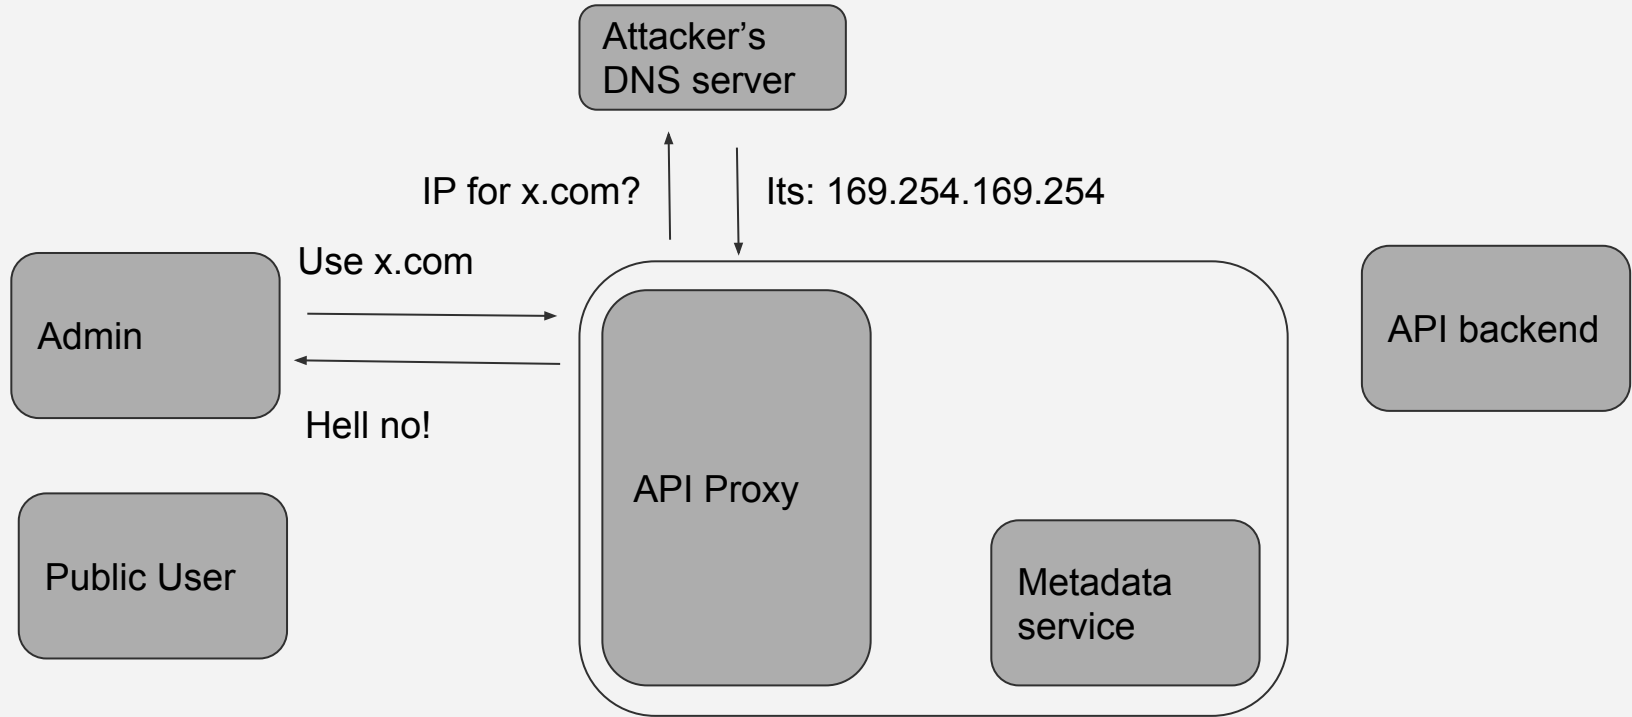 Attacker's
DNS server
IP for x.com?
Its: 169.254.169.254
Use x.com
Admin
API backend
Hell no!
API Proxy
Public User
Metadata
service